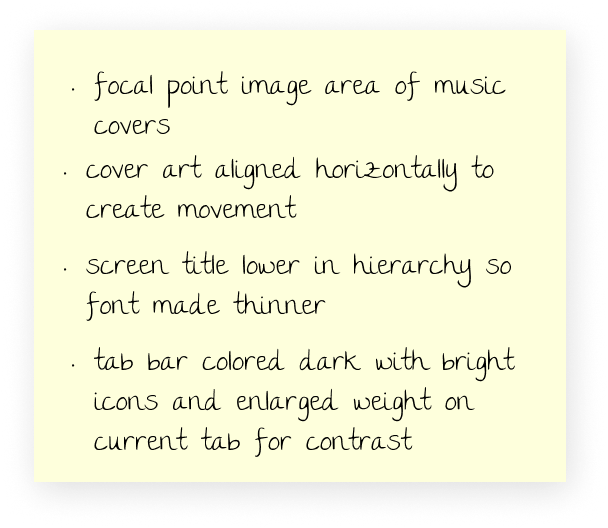 · focal point image area of music
covers
· cover art aligned horizontally to
create movement
· screen title lower in hierarchy so
font made thinner
· tab bar colored dark with bright
icons and enlarged weight on
current tab for contrast